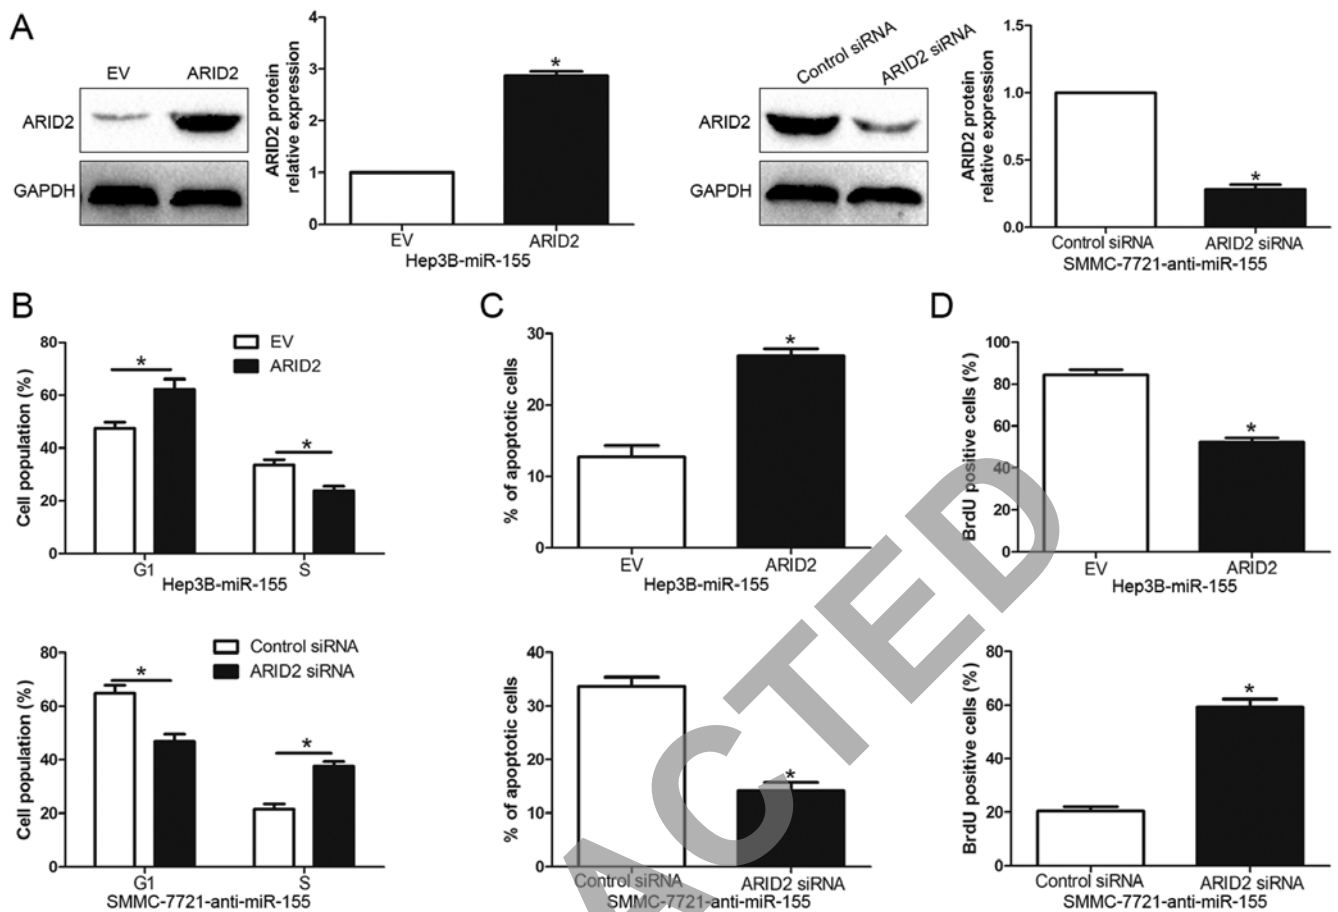 A
EV ARID2
ARID2
GAPDH
ARID2 protein
relative expression
4
3
2
1
0
*
EV ARID2
Hep3B-miR-155
Control siRNA
ARID2 siRNA
ARID2
GAPDH
ARID2 protein
relative expression
1.5
1.0
0.5
0.0
*
Control siRNA ARID2 siRNA
SMMC-7721-anti-miR-155
B
Cell population (%)
80
60
40
20
0
EV
ARID2
*
*
G1 S
Hep3B-miR-155
Cell population (%)
80
60
40
20
0
Control siRNA
ARID2 siRNA
*
*
G1 S
SMMC-7721-anti-miR-155
C
% of apoptotic cells
30
20
10
0
*
EV ARID2
Hep3B-miR-155
% of apoptotic cells
40
30
20
10
0
*
Control siRNA ARID2 siRNA
SMMC-7721-anti-miR-155
D
BrdU positive cells (%)
100
80
60
40
20
0
*
EV ARID2
Hep3B-miR-155
BrdU positive cells (%)
80
60
40
20
0
*
Control siRNA ARID2 siRNA
SMMC-7721-anti-miR-155
ACTED